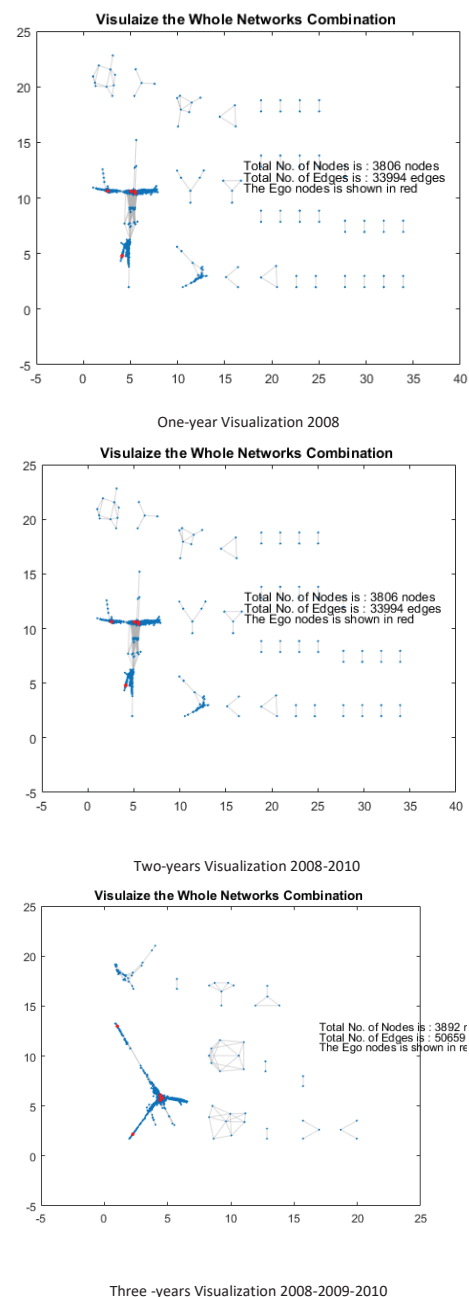 Visulaize the Whole Networks Combination
25
20
15
Total No. of Nodes is : 3806 nodes
Total No. of Edges is : 33994 edges
The Ego nodes is shown in red
10
5
0
-5
-5 0 5 10 15 20 25 30 35 40
One-year Visualization 2008
Visulaize the Whole Networks Combination
25
20
15
Total No. of Nodes is : 3806 nodes
Total No. of Edges is : 33994 edges
The Ego nodes is shown in red
10
5
0
-5
-5 0 5 10 15 20 25 30 35 40
Two-years Visualization 2008-2010
Visulaize the Whole Networks Combination
25
20
15
Total No. of Nodes is : 3892 r
Total No. of Edges is : 50659
The Ego nodes is shown in re
10
5
0
-5
-5 0 5 10 15 20 25
Three -years Visualization 2008-2009-2010